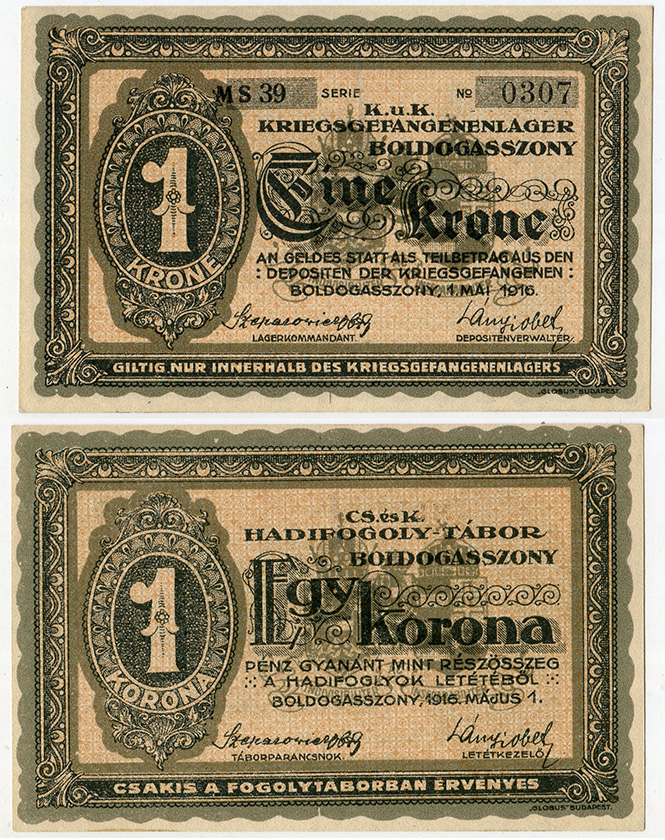 MS 39 SERIE № 0307
K.u.K.
KRIEGSGEFANGENENLAGER
BOLDOGASSZONY
1
KRONE
Eine Krone
AN GELDES STATT ALS TEILBETRAG AUS DEN
: DEPOSITEN DER KRIEGSGEFANGENEN :
BOLDOGASSZONY, 1. MAI 1916.
LAGERKOMMANDANT. DEPOSITENVERWALTER.
GILTIG NUR INNERHALB DES KRIEGSGEFANGENENLAGERS
„GLOBUS" BUDAPEST.
CS. és K.
HADIFOGOLY-TÁBOR
BOLDOGASSZONY
1
KORONA
Egy korona
PÉNZ GYANÁNT MINT RÉSZÖSSZEG
A HADIFOGLYOK LETÉTÉBŐL
BOLDOGASSZONY, 1916. MÁJUS 1.
TÁBORPARANCSNOK. LETÉTKEZELŐ.
CSAKIS A FOGOLYTÁBORBAN ÉRVÉNYES
„GLOBUS" BUDAPEST.